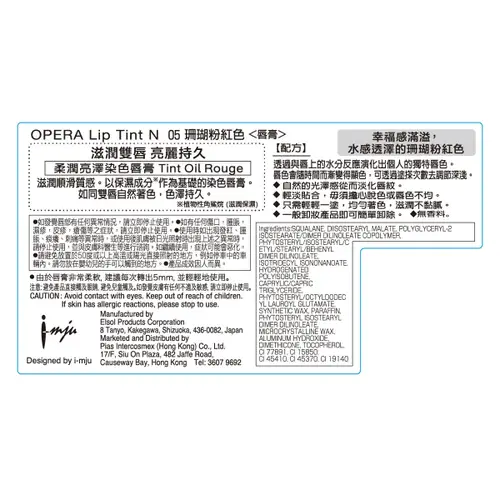 OPERA Lip Tint N 05 珊瑚粉紅色 <唇膏>
滋潤雙唇 亮麗持久
柔潤亮澤染色唇膏 Tint Oil Rouge
滋潤順滑質感。以保濕成分※作為基礎的染色唇膏。
如同雙唇自然著色，色澤持久。
※植物性角鯊烷 (滋潤保濕)
●由於唇膏非常柔軟，建議每次轉出5mm，並輕輕地使用。
CAUTION: Avoid contact with eyes. Keep out of reach of children.
If skin has allergic reactions, please stop to use.
Manufactured by
Elsol Products Corporation
8 Tanyo, Kakegawa, Shizuoka, 436-0082, Japan
Marketed and Distributed by
Pias Intercosmex (Hong Kong) Co., Ltd.
17/F, Siu On Plaza, 482 Jaffe Road,
Causeway Bay, Hong Kong Tel: 3607 9692
i-mju
Designed by i-mju
幸福感滿溢，
水感透澤的珊瑚粉紅色
【配方】
透過與唇上的水分反應演化出個人的獨特唇色。
唇色會隨時間而漸變得顯色，可透過塗抹次數去調節深淺。
◆自然的光澤感從而淡化唇紋。
◆輕淡貼合，毋須擔心脫色或唇色不均。
◆只需輕輕一塗，均勻著色，滋潤不黏膩。
◆一般卸妝產品即可簡單卸除。 ◆無香料。
Ingredients:SQUALANE, DIISOSTEARYL MALATE, POLYGLYCERYL-2
ISOSTEARATE/DIMER DILINOLEATE COPOLYMER,
PHYTOSTERYL/ISOSTEARYL/C
ETYL/STEARYL/BEHENYL
DIMER DILINOLEATE,
ISOTRIDECYL ISONONANOATE,
HYDROGENATED
POLYISOBUTENE,
CAPRYLIC/CAPRIC
TRIGLYCERIDE,
PHYTOSTERYL/OCTYLDODEC
YL LAUROYL GLUTAMATE,
SYNTHETIC WAX, PARAFFIN,
PHYTOSTERYL ISOSTEARYL
DIMER DILINOLEATE,
MICROCRYSTALLINE WAX,
ALUMINUM HYDROXIDE,
DIMETHICONE, TOCOPHEROL,
CI 77891, CI 15850,
CI 45410, CI 45370, CI 19140